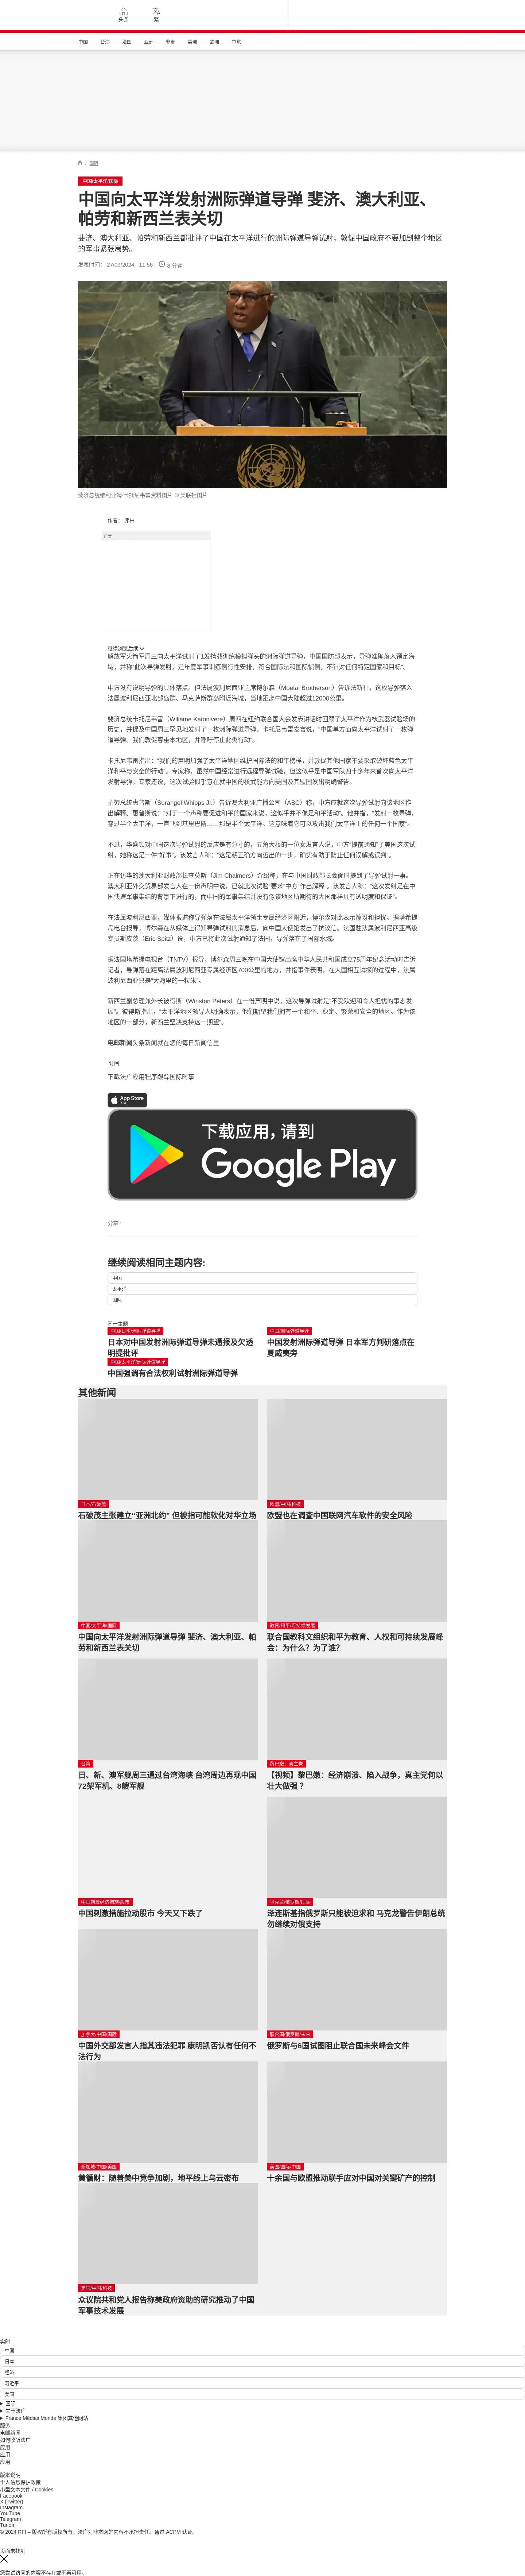 头条
繁
中国
台海
法国
亚洲
非洲
美洲
欧洲
中东
/ 国际
中国/太平洋/国际
中国向太平洋发射洲际弹道导弹 斐济、澳大利亚、
帕劳和新西兰表关切
斐济、澳大利亚、帕劳和新西兰都批评了中国在太平洋进行的洲际弹道导弹试射，敦促中国政府不要加剧整个地区
的军事紧张局势。
发表时间： 27/09/2024 - 11:56
6 分钟
斐济总统维利亚姆·卡托尼韦雷资料图片 © 美联社图片
作者： 弗林
广告
继续浏览后续
解放军火箭军周三向太平洋试射了1发携载训练模拟弹头的洲际弹道导弹，中国国防部表示，导弹准确落入预定海
域，并称“此次导弹发射，是年度军事训练例行性安排，符合国际法和国际惯例，不针对任何特定国家和目标”。
中方没有说明导弹的具体落点。但法属波利尼西亚主席博尔森（Moetai Brotherson）告诉法新社，这枚导弹落入
法属波利尼西亚北部岛群、马克萨斯群岛附近海域，当地距离中国大陆超过12000公里。
斐济总统卡托尼韦雷（Wiliame Katonivere）周四在纽约联合国大会发表讲话时回顾了太平洋作为核武器试验场的
历史，并提及中国周三罕见地发射了一枚洲际弹道导弹。卡托尼韦雷发言说，“中国单方面向太平洋试射了一枚弹
道导弹。我们敦促尊重本地区，并呼吁停止此类行动”。
卡托尼韦雷指出：“我们的声明加强了太平洋地区维护国际法的和平榜样，并敦促其他国家不要采取破坏蓝色太平
洋和平与安全的行动”。专家称，虽然中国经常进行远程导弹试验，但这似乎是中国军队四十多年来首次向太平洋
发射导弹。专家还说，这次试验似乎意在就中国的核武能力向美国及其盟国发出明确警告。
帕劳总统惠普斯（Surangel Whipps Jr.）告诉澳大利亚广播公司（ABC）称，中方应就这次导弹试射向该地区作
出解释。惠普斯说：“对于一个声称要促进和平的国家来说，这似乎并不像是和平活动”。他并指，“发射一枚导弹，
穿过半个太平洋，一直飞到基里巴斯……那是半个太平洋。这意味着它可以攻击我们太平洋上的任何一个国家”。
不过，华盛顿对中国这次导弹试射的反应是有分寸的，五角大楼的一位女发言人说，中方“提前通知”了美国这次试
射，她称这是一件“好事”。该发言人称：“这是朝正确方向迈出的一步，确实有助于防止任何误解或误判”。
正在访华的澳大利亚财政部长查莫斯（Jim Chalmers）介绍称，在与中国财政部长会面时提到了导弹试射一事。
澳大利亚外交贸易部发言人在一份声明中说，已就此次试验“要求”中方“作出解释”。该发言人称：“这次发射是在中
国快速军事集结的背景下进行的，而中国的军事集结并没有像该地区所期待的大国那样具有透明度和保证”。
在法属波利尼西亚，媒体报道称导弹落在法属太平洋领土专属经济区附近，博尔森对此表示惊讶和担忧。据塔希提
岛电台报导，博尔森在从媒体上得知导弹试射的消息后，向中国大使馆发出了抗议信。法国驻法属波利尼西亚高级
专员斯皮茨（Eric Spitz）说，中方已将此次试射通知了法国，导弹落在了国际水域。
据法国塔希提电视台（TNTV）报导，博尔森周三晚在中国大使馆出席中华人民共和国成立75周年纪念活动时告诉
记者，导弹落在距离法属波利尼西亚专属经济区700公里的地方，并指事件表明，在大国相互试探的过程中，法属
波利尼西亚只是“大海里的一粒米”。
新西兰副总理兼外长彼得斯（Winston Peters）在一份声明中说，这次导弹试射是“不受欢迎和令人担忧的事态发
展”。彼得斯指出，“太平洋地区领导人明确表示，他们期望我们拥有一个和平、稳定、繁荣和安全的地区。作为该
地区的一部分，新西兰坚决支持这一期望”。
电邮新闻头条新闻就在您的每日新闻信里
订阅
下载法广应用程序跟踪国际时事
App Store
下载应用，请到
Google Play
分享 :
继续阅读相同主题内容:
中国
太平洋
国际
同一主题
中国/日本/洲际弹道导弹
日本对中国发射洲际弹道导弹未通报及欠透
明提批评
中国/洲际弹道导弹
中国发射洲际弹道导弹 日本军方判研落点在
夏威夷旁
中国/太平洋/洲际弹道导弹
中国强调有合法权利试射洲际弹道导弹
其他新闻
日本/石破茂
石破茂主张建立“亚洲北约” 但被指可能软化对华立场
欧盟/中国/科技
欧盟也在调查中国联网汽车软件的安全风险
中国/太平洋/国际
中国向太平洋发射洲际弹道导弹 斐济、澳大利亚、帕
劳和新西兰表关切
教育/和平/可持续发展
联合国教科文组织和平为教育、人权和可持续发展峰
会：为什么？为了谁？
台湾
日、新、澳军舰周三通过台湾海峡 台湾周边再现中国
72架军机、8艘军舰
黎巴嫩、真主党
【视频】黎巴嫩：经济崩溃、陷入战争，真主党何以
壮大做强 ?
中国刺激经济措施/股市
中国刺激措施拉动股市 今天又下跌了
乌克兰/俄罗斯/国际
泽连斯基指俄罗斯只能被迫求和 马克龙警告伊朗总统
勿继续对俄支持
加拿大/中国/国际
中国外交部发言人指其违法犯罪 康明凯否认有任何不
法行为
联合国/俄罗斯/未来
俄罗斯与6国试图阻止联合国未来峰会文件
新加坡/中国/美国
黄循财：随着美中竞争加剧，地平线上乌云密布
美国/国际/中国
十余国与欧盟推动联手应对中国对关键矿产的控制
美国/中国/科技
众议院共和党人报告称美政府资助的研究推动了中国
军事技术发展
实时
中国
日本
经济
习近平
美国
国际
关于法广
France Médias Monde 集团其他网站
服务
电邮新闻
如何收听法广
应用
应用
应用
版本说明
个人信息保护政策
小型文本文件 / Cookies
Facebook
X (Twitter)
Instagram
YouTube
Telegram
TuneIn
© 2024 RFI – 版权所有版权所有。法广对非本网站内容不承担责任。通过 ACPM 认证。
页面未找到
您尝试访问的内容不存在或不再可用。